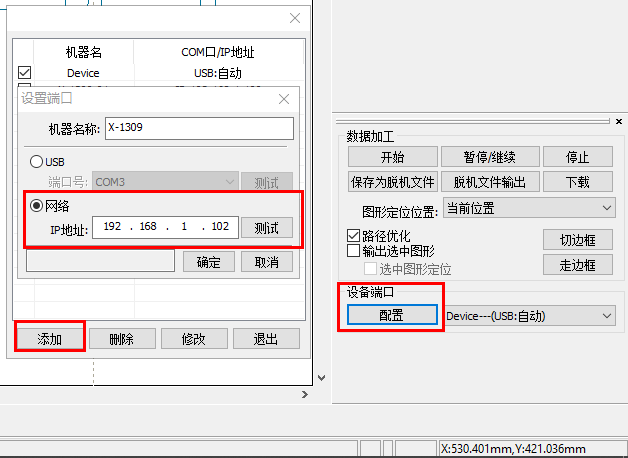 机器名 COM口/IP地址
Device USB:自动
设置端口
机器名称: X-1309
USB
端口号: COM3 测试
网络
IP地址: 192 . 168 . 1 . 102 测试
确定 取消
添加 删除 修改 退出
数据加工
开始 暂停/继续 停止
保存为脱机文件 脱机文件输出 下载
图形定位位置: 当前位置
路径优化
输出选中图形
选中图形定位
切边框
走边框
设备端口
配置 Device---(USB:自动)
X:530.401mm,Y:421.036mm